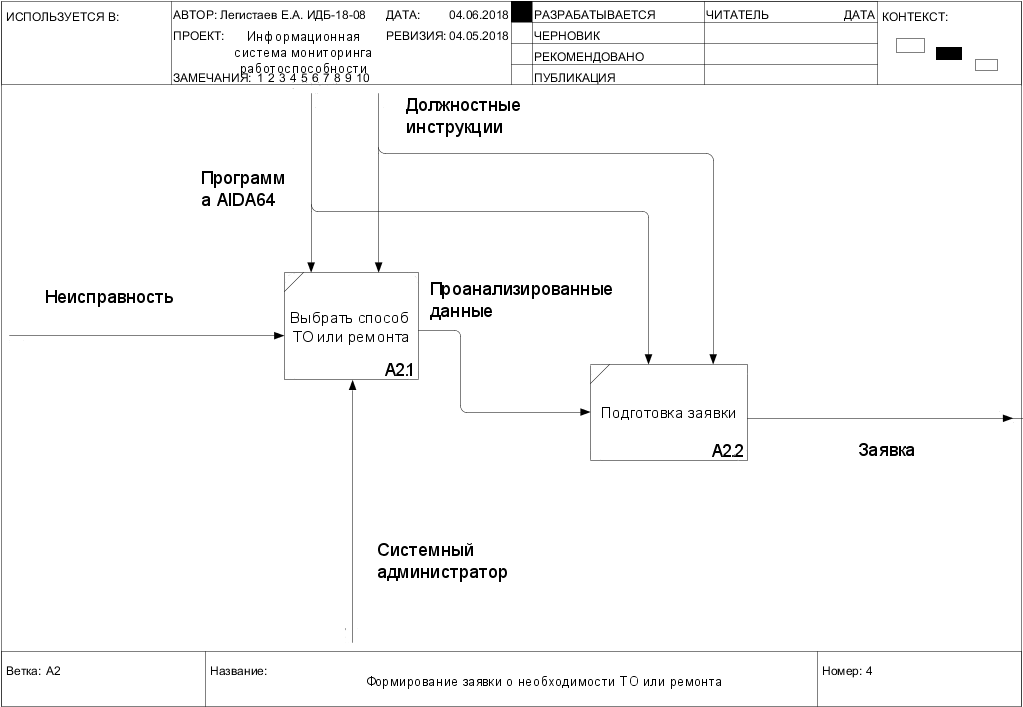 ИСПОЛЬЗУЕТСЯ В:
АВТОР: Легистаев Е.А. ИДБ-18-08
ДАТА: 04.06.2018
ПРОЕКТ: Информационная
система мониторинга
работоспособности
РЕВИЗИЯ: 04.05.2018
ЗАМЕЧАНИЯ: 1 2 3 4 5 6 7 8 9 10
РАЗРАБАТЫВАЕТСЯ
ЧЕРНОВИК
РЕКОМЕНДОВАНО
ПУБЛИКАЦИЯ
ЧИТАТЕЛЬ ДАТА
КОНТЕКСТ:
Должностные
инструкции
Программ
а AIDA64
Неисправность
Проанализированные
данные
Выбрать способ
ТО или ремонта
A2.1
Подготовка заявки
A2.2
Заявка
Системный
администратор
Ветка: A2
Название:
Формирование заявки о необходимости ТО или ремонта
Номер: 4